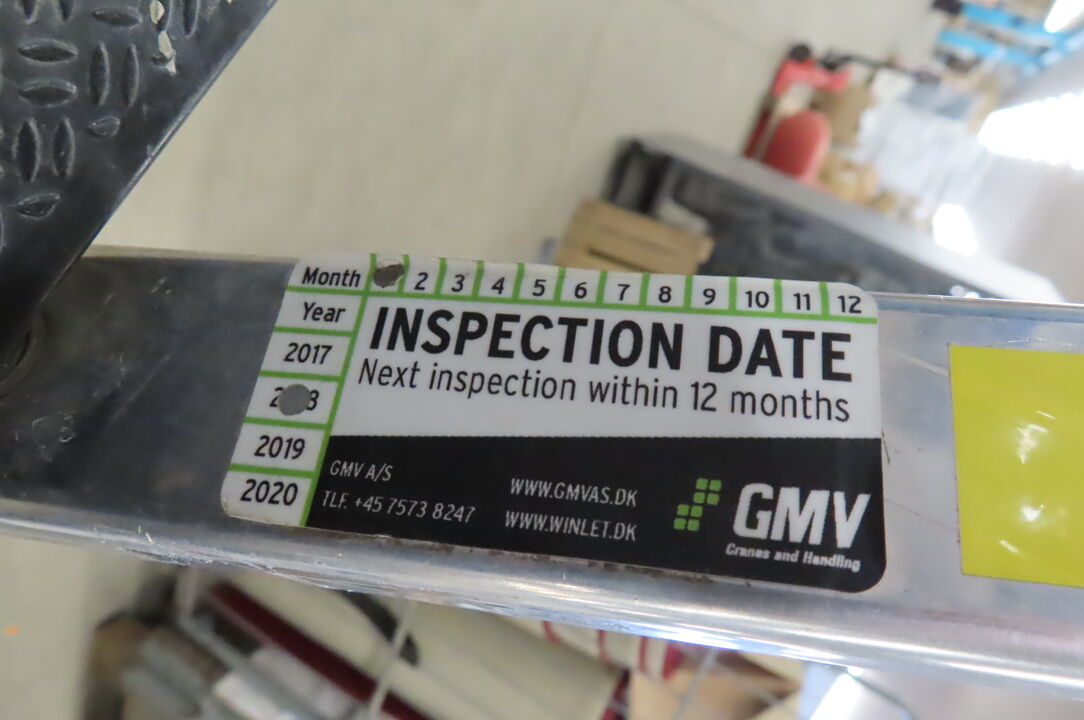 Month 2 3 4 5 6 7 8 9 10 11 12
Year
2017
2019
2020
INSPECTION DATE
Next inspection within 12 months
GMV A/S
TLF. +45 7573 8247
WWW.GMVAS.DK
WWW.WINLET.DK
GMV
Cranes and Handling